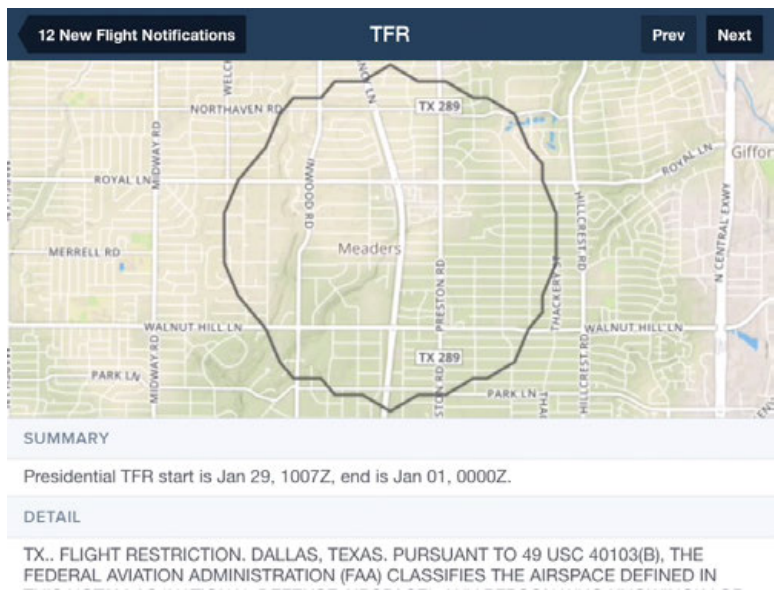 12 New Flight Notifications
TFR
Prev
Next
WELCH
NORTHAVEN RD
TX 289
ROYAL LN
MIDWAY RD
INWOOD RD
ROYAL LN
HILLCREST RD
N CENTRAL EXWY
MERRELL RD
Meaders
PRESTON RD
THACKERY ST
WALNUT HILL LN
WALNUT HILL LN
TX 289
PARK LN
MIDWAY RD
PARK LN
HILLCREST RD
SUMMARY
Presidential TFR start is Jan 29, 1007Z, end is Jan 01, 0000Z.
DETAIL
TX.. FLIGHT RESTRICTION. DALLAS, TEXAS. PURSUANT TO 49 USC 40103(B), THE
FEDERAL AVIATION ADMINISTRATION (FAA) CLASSIFIES THE AIRSPACE DEFINED IN